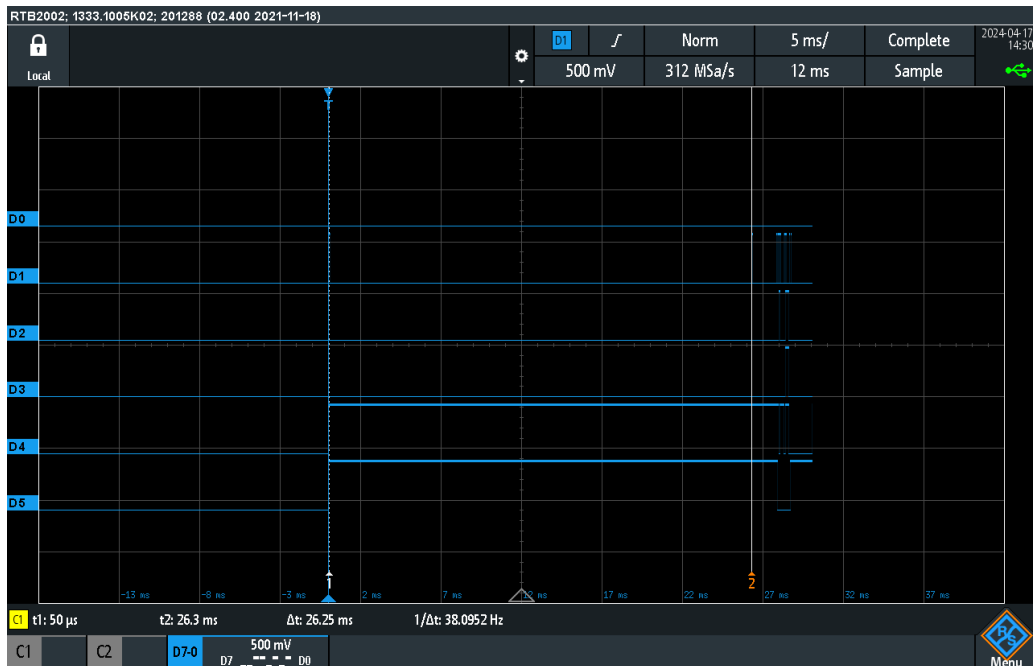 RTB2002; 1333.1005K02; 201288 (02.400 2021-11-18)
Local
D1 Norm 5 ms/ Complete
500 mV 312 MSa/s 12 ms Sample
2024-04-17
14:30
T
D0
D1
D2
D3
D4
D5
1 2
-13 ms -8 ms -3 ms 2 ms 7 ms 12 ms 17 ms 22 ms 27 ms 32 ms 37 ms
C1 t1: 50 µs t2: 26.3 ms Δt: 26.25 ms 1/Δt: 38.0952 Hz
C1 C2 D7-0 500 mV
D7 D0
R&S
Menu